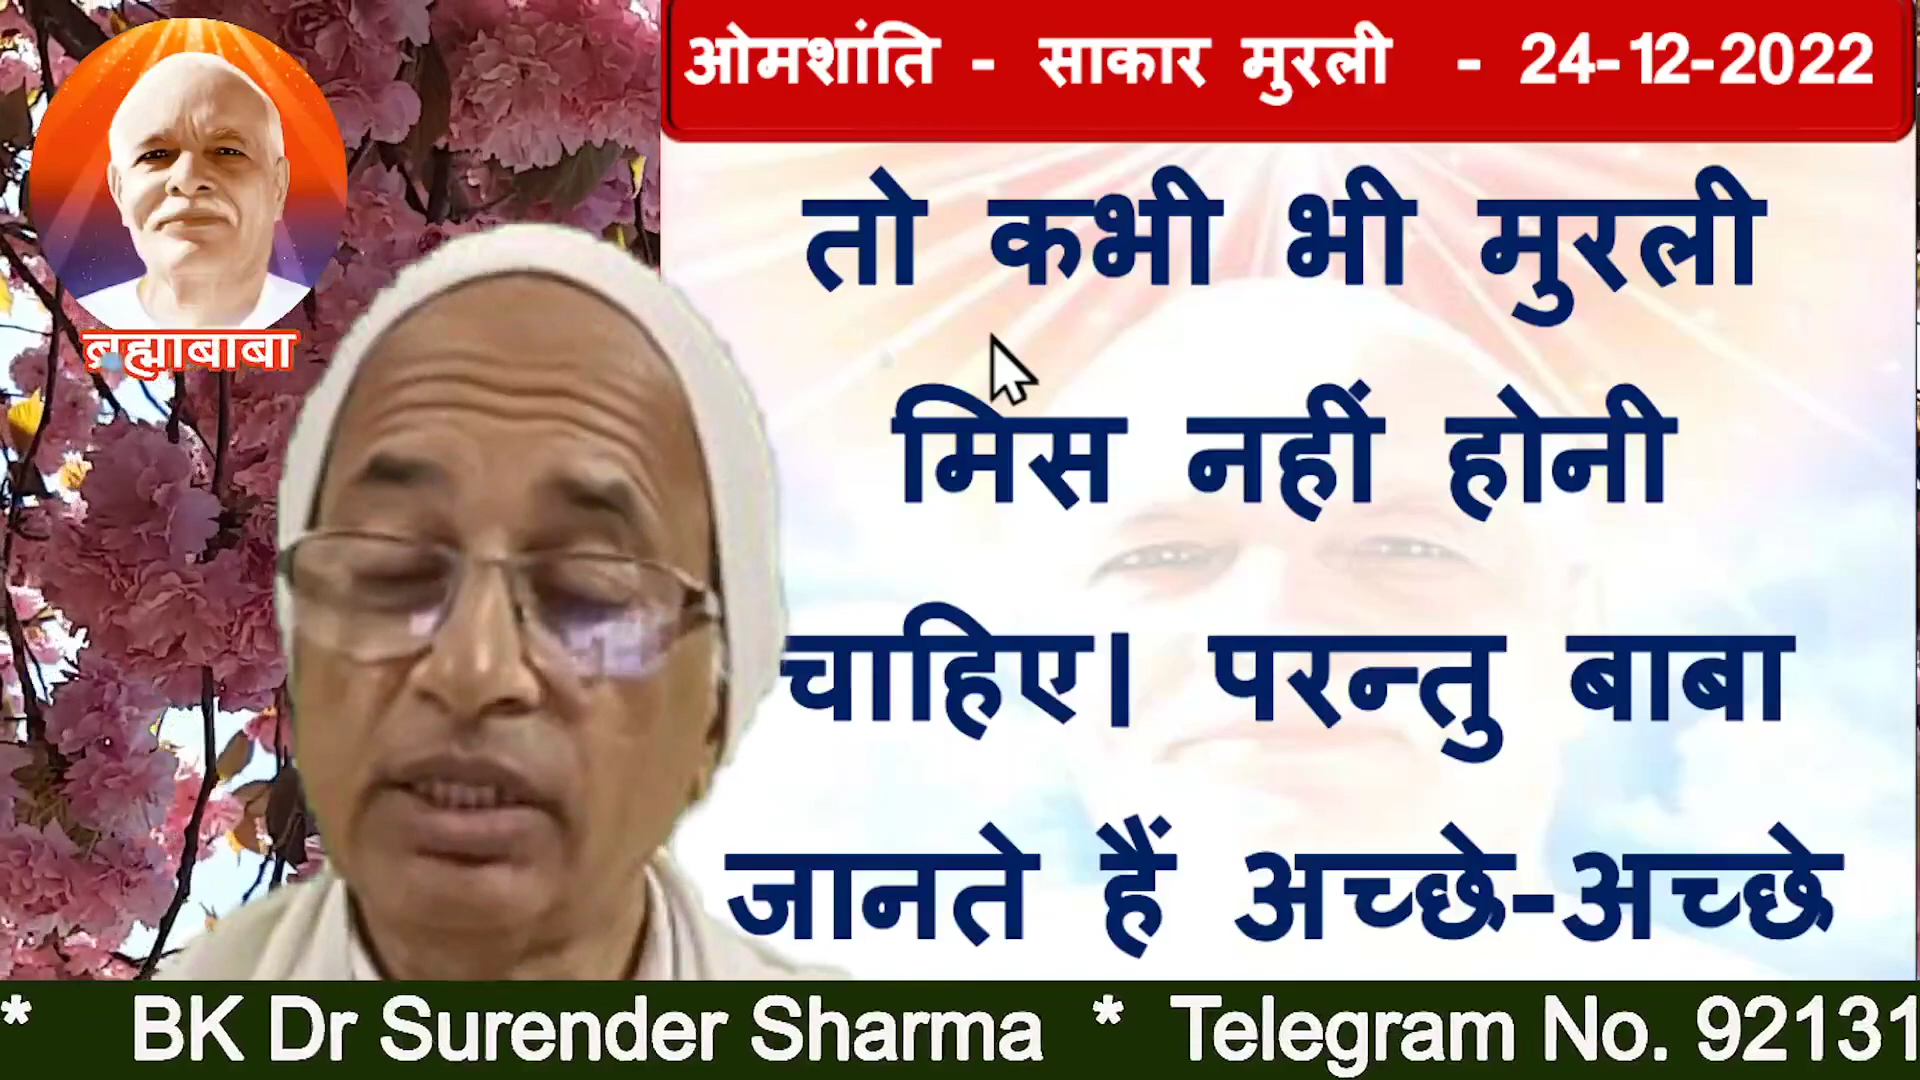 ओमशांति - साकार मुरली - 24-12-2022
ब्रह्माबाबा
तो कभी भी मुरली
मिस नहीं होनी
चाहिए। परन्तु बाबा
जानते हैं अच्छे-अच्छे
* BK Dr Surender Sharma * Telegram No. 92131